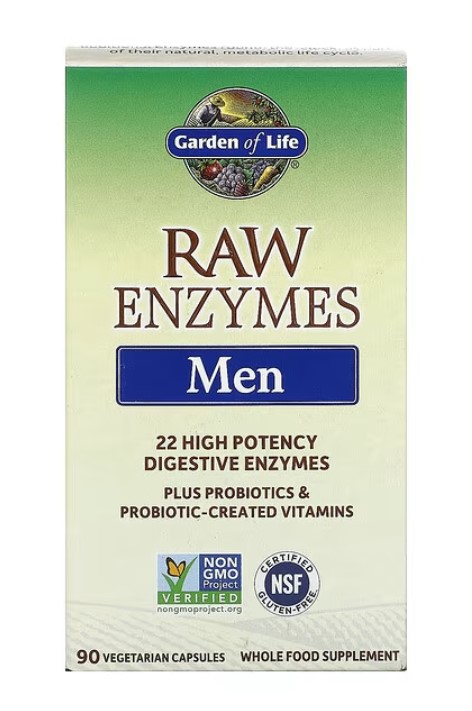 of their natural, metabolic life cycle.
Garden of Life
®
RAW
ENZYMES
Men
22 HIGH POTENCY
DIGESTIVE ENZYMES
PLUS PROBIOTICS &
PROBIOTIC-CREATED VITAMINS
NON
GMO
Project
VERIFIED
nongmoproject.org
CERTIFIED
NSF
GLUTEN-FREE
90 VEGETARIAN CAPSULES WHOLE FOOD SUPPLEMENT